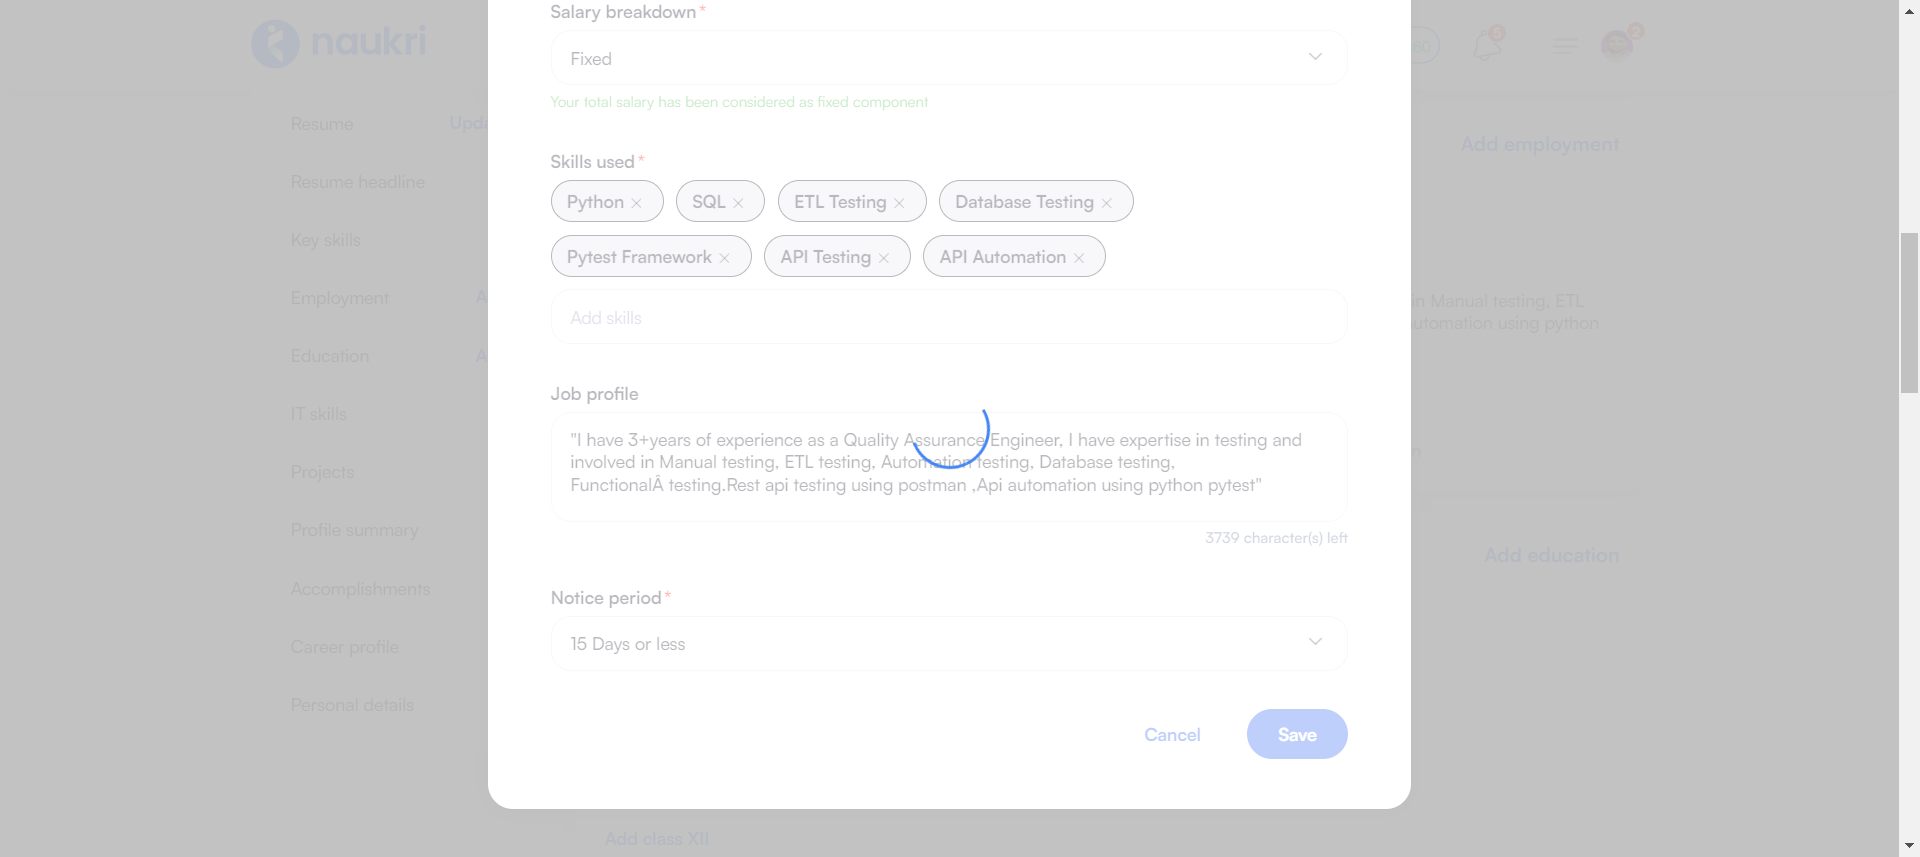 Salary breakdown*
naukri
60
5
2
Fixed
Your total salary has been considered as fixed component
Resume
Upda
Add employment
Skills used*
Resume headline
Python ×
SQL ×
ETL Testing ×
Database Testing ×
Key skills
Pytest Framework ×
API Testing ×
API Automation ×
Employment
A
in Manual testing, ETL
Add skills
utomation using python
Education
A
Job profile
IT skills
"I have 3+years of experience as a Quality Assurance Engineer, I have expertise in testing and
involved in Manual testing, ETL testing, Automation testing, Database testing,
FunctionalÂ testing.Rest api testing using postman ,Api automation using python pytest"
Projects
Profile summary
3739 character(s) left
Add education
Accomplishments
Notice period*
Career profile
15 Days or less
Personal details
Cancel
Save
Add class XII